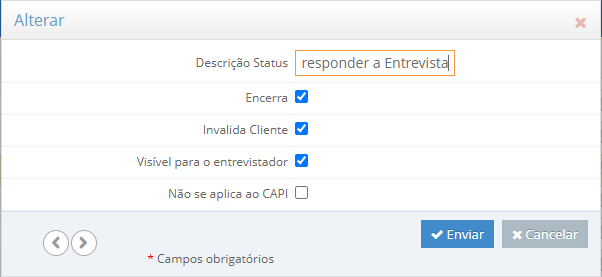 Alterar
Descrição Status responder a Entrevista
Encerra
Invalida Cliente
Visível para o entrevistador
Não se aplica ao CAPI
Enviar Cancelar
* Campos obrigatórios